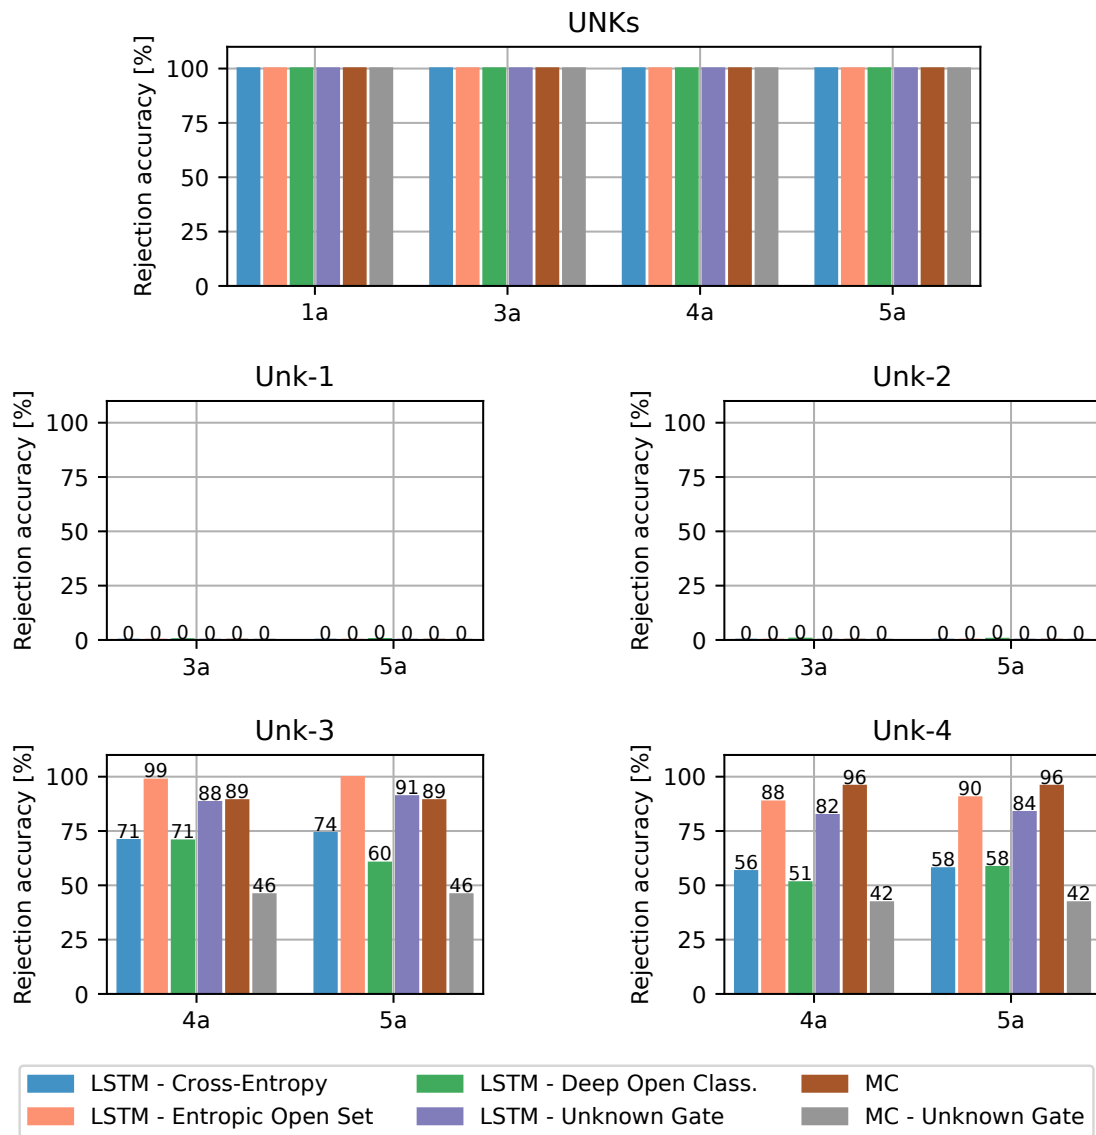 UNKs
Rejection accuracy [%]
100
75
50
25
0
1a 3a 4a 5a
Unk-1
Rejection accuracy [%]
100
75
50
25
0
0 0 0 0 0 0 0 0 0 0 0 0
3a 5a
Unk-2
Rejection accuracy [%]
100
75
50
25
0
0 0 0 0 0 0 0 0 0 0 0 0
3a 5a
Unk-3
Rejection accuracy [%]
100
75
50
25
0
71 99 71 88 89 46 74 60 91 89 46
4a 5a
Unk-4
Rejection accuracy [%]
100
75
50
25
0
56 88 51 82 96 42 58 90 58 84 96 42
4a 5a
LSTM - Cross-Entropy
LSTM - Entropic Open Set
LSTM - Deep Open Class.
LSTM - Unknown Gate
MC
MC - Unknown Gate